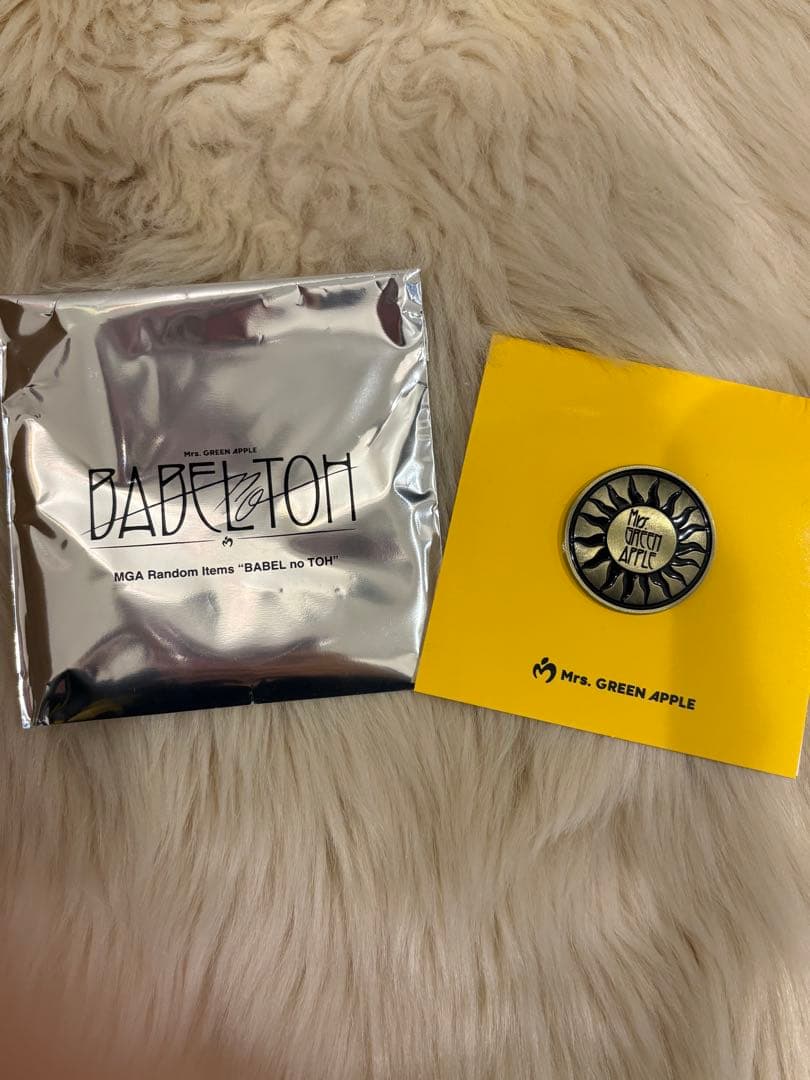 Mrs. GREEN APPLE
BABEL no TOH
MGA Random Items “BABEL no TOH”
Mrs.
GREEN
APPLE
Mrs. GREEN APPLE